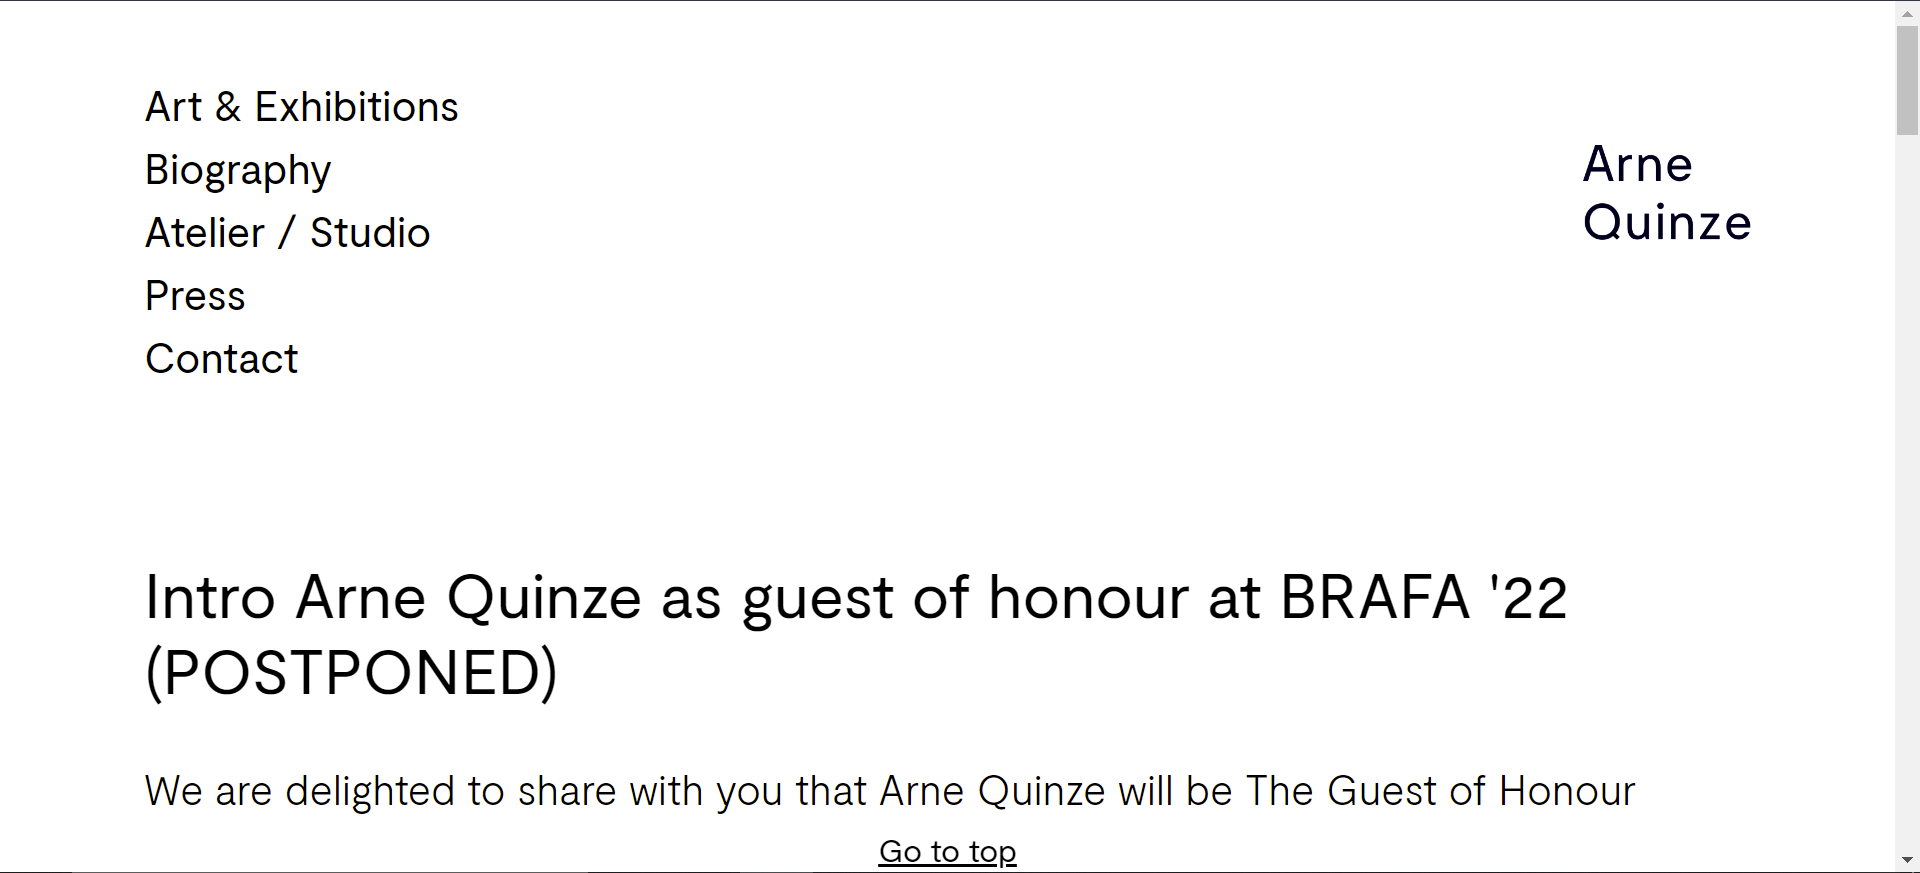 Art & Exhibitions
Biography
Atelier / Studio
Press
Contact
Arne
Quinze
Intro Arne Quinze as guest of honour at BRAFA '22
(POSTPONED)
We are delighted to share with you that Arne Quinze will be The Guest of Honour
Go to top